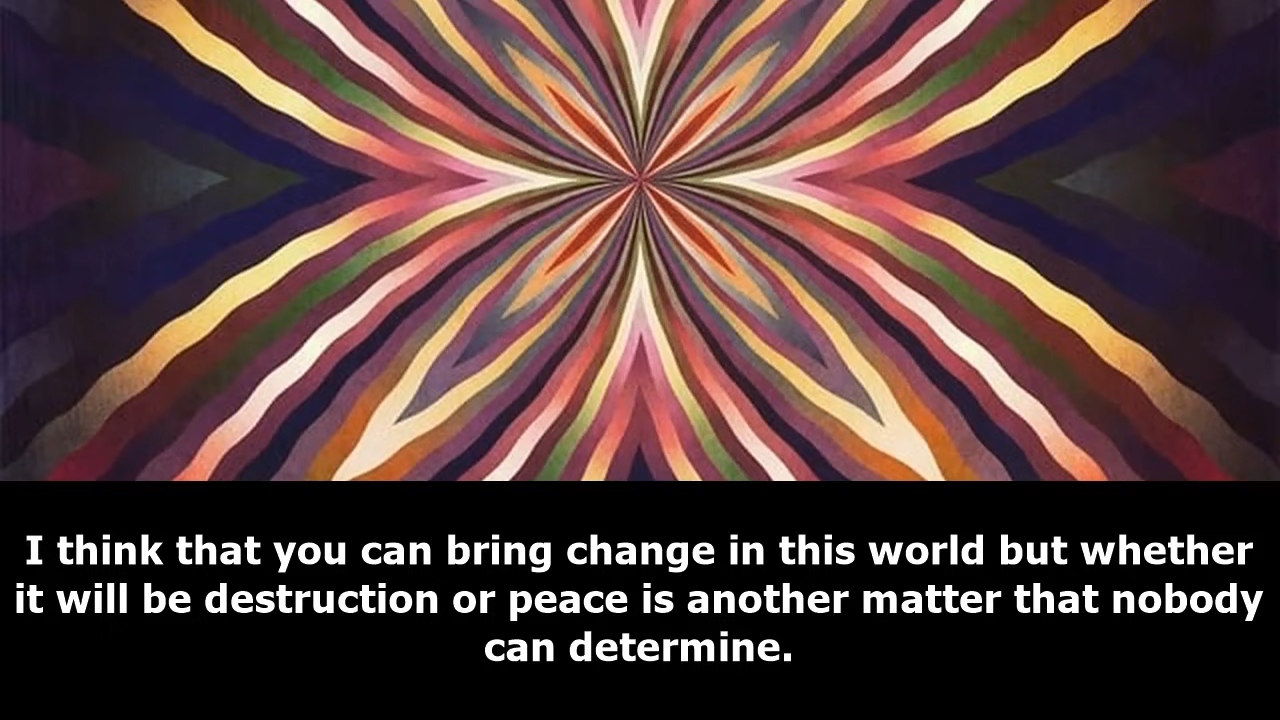 I think that you can bring change in this world but whether
it will be destruction or peace is another matter that nobody
can determine.